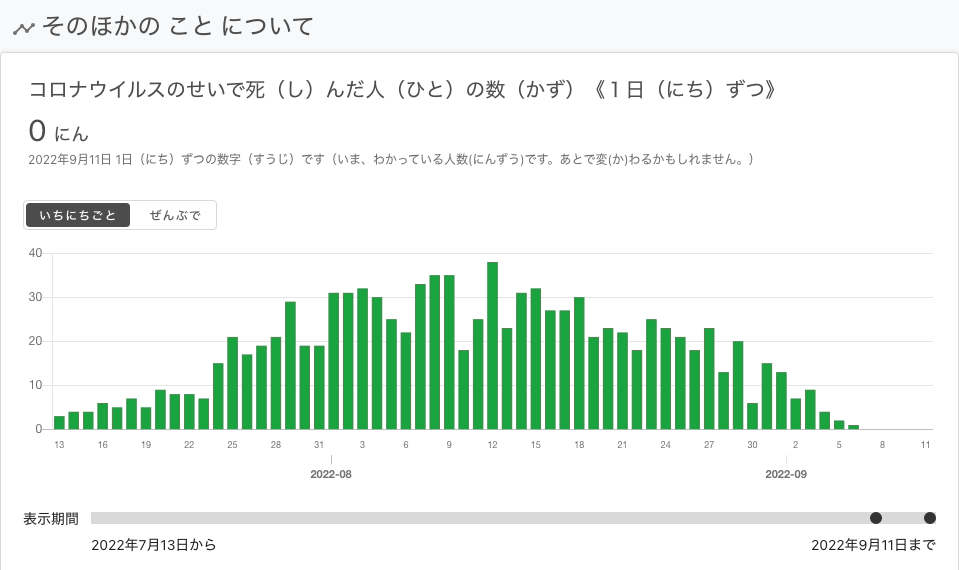 そのほかの こと について
コロナウイルスのせいで死（し）んだ人（ひと）の数（かず）《１日（にち）ずつ》
0 にん
2022年9月11日 1日（にち）ずつの数字（すうじ）です（いま、わかっている人数(にんずう)です。あとで変(か)わるかもしれません。）
いちにちごと ぜんぶで
40
30
20
10
0
13 16 19 22 25 28 31 3 6 9 12 15 18 21 24 27 30 2 5 8 11
2022-08 2022-09
表示期間
2022年7月13日から 2022年9月11日まで